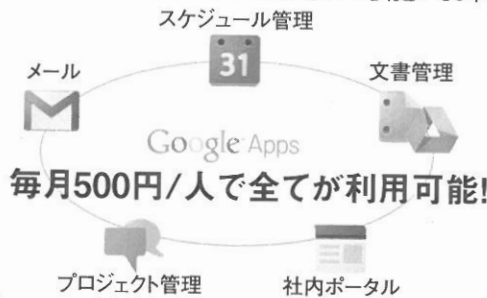 スケジュール管理
31
メール
文書管理
Google Apps
毎月500円/人で全てが利用可能!
プロジェクト管理
社内ポータル